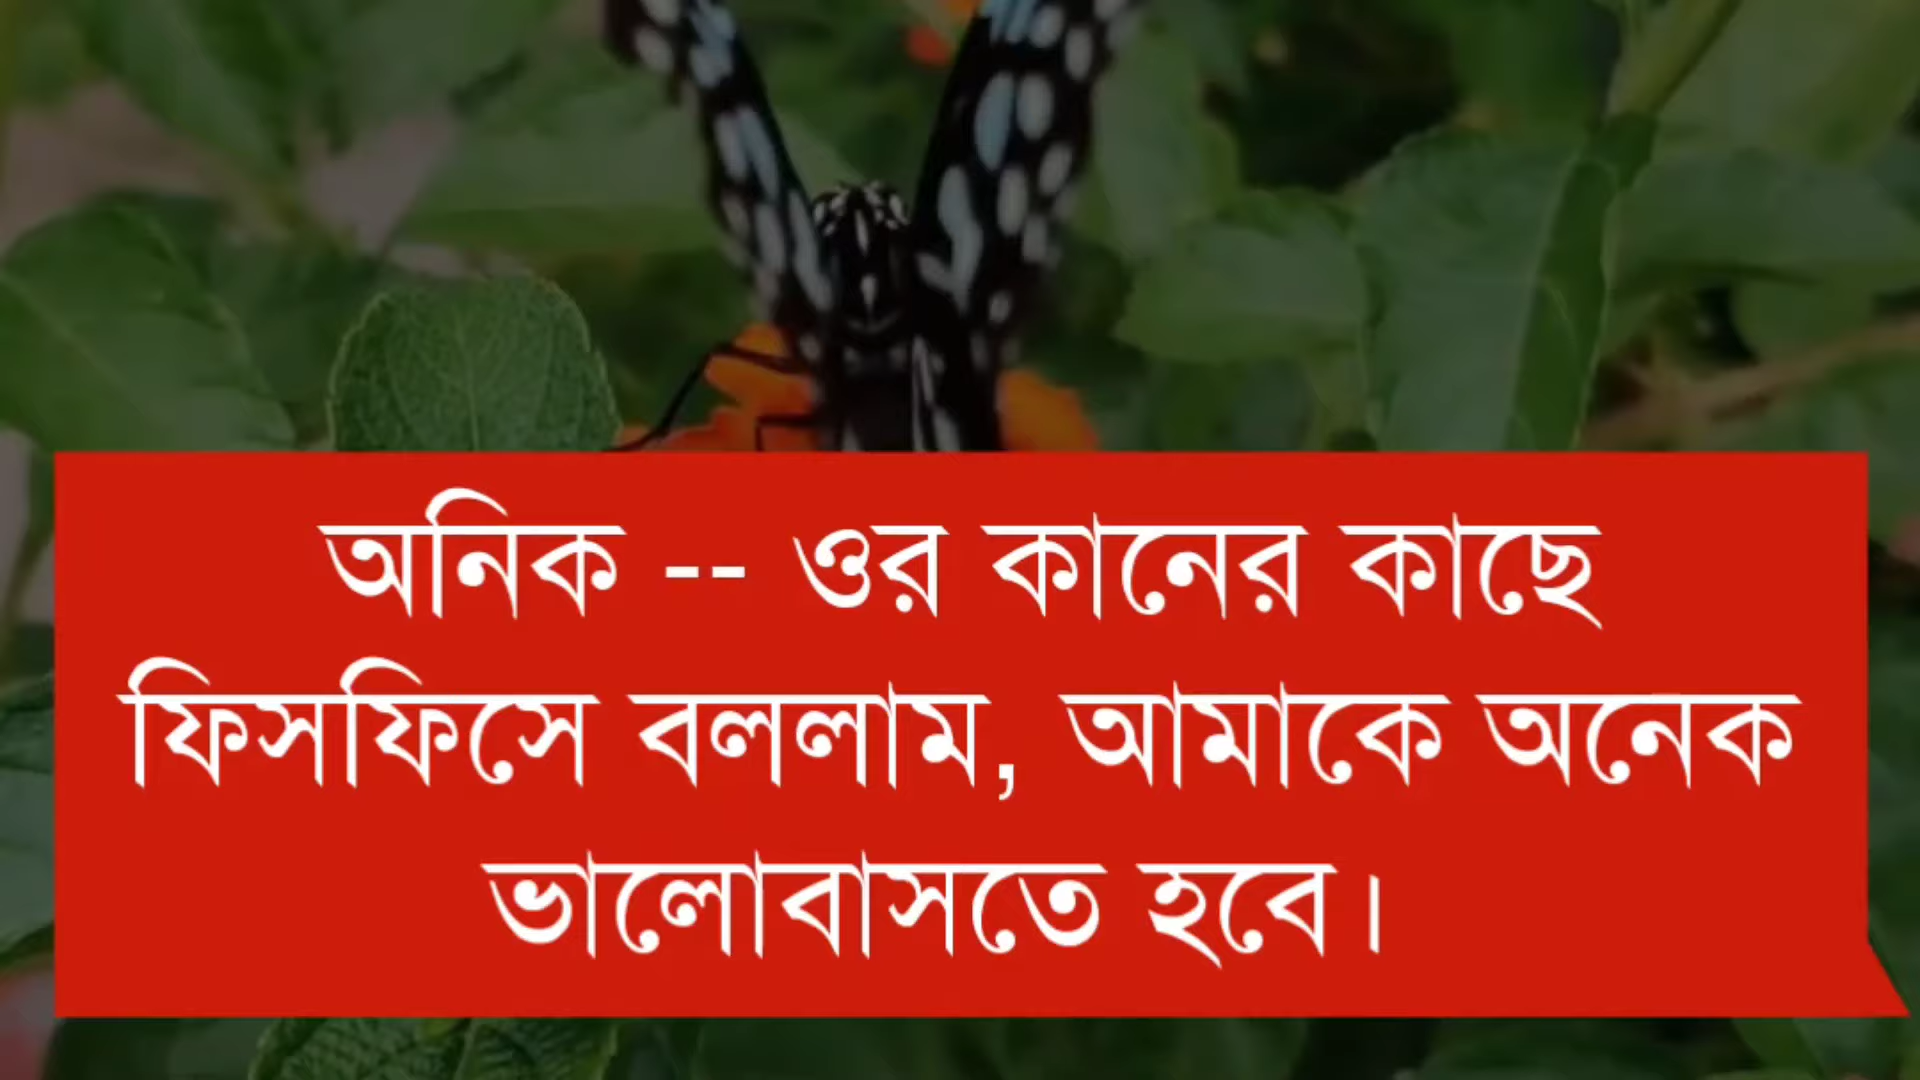 অনিক -- ওর কানের কাছে
ফিসফিসে বললাম, আমাকে অনেক
ভালোবাসতে হবে।